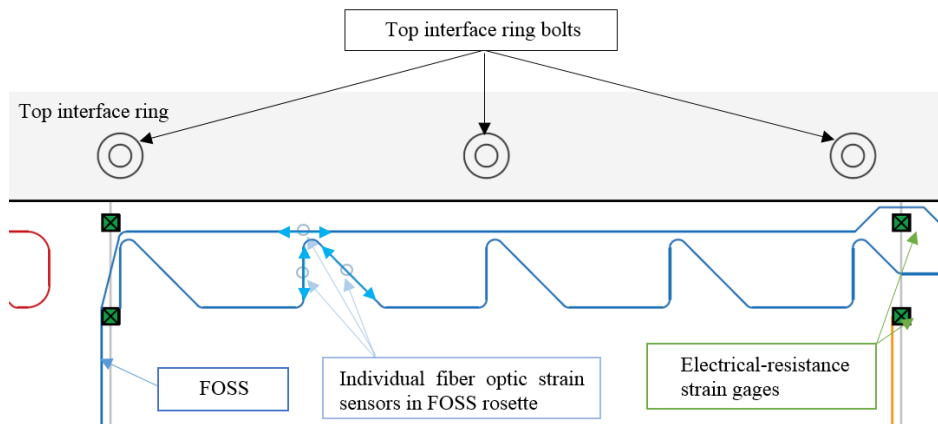 Top interface ring bolts
Top interface ring
FOSS
Individual fiber optic strain
sensors in FOSS rosette
Electrical-resistance
strain gages